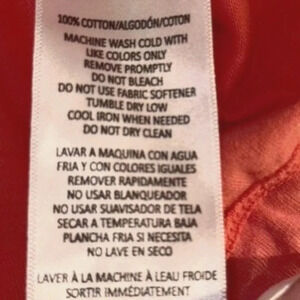 100% COTTON/ALGODÓN/COTON
MACHINE WASH COLD WITH
LIKE COLORS ONLY
REMOVE PROMPTLY
DO NOT BLEACH
DO NOT USE FABRIC SOFTENER
TUMBLE DRY LOW
COOL IRON WHEN NEEDED
DO NOT DRY CLEAN
LAVAR A MAQUINA CON AGUA
FRIA Y CON COLORES IGUALES
REMOVER RAPIDAMENTE
NO USAR BLANQUEADOR
NO USAR SUAVISADOR DE TELA
SECAR A TEMPERATURA BAJA
PLANCHA FRIA SI NECESITA
NO LAVE EN SECO
LAVER À LA MACHINE À LEAU FROIDE
SORTIR IMMÉDIATEMENT